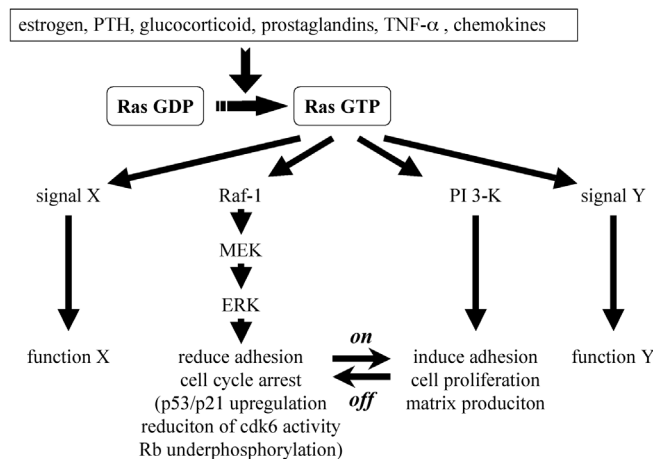 estrogen, PTH, glucocorticoid, prostaglandins, TNF-α , chemokines
Ras GDP
Ras GTP
signal X
Raf-1
PI 3-K
signal Y
MEK
ERK
on
function X
reduce adhesion
induce adhesion
function Y
cell cycle arrest
cell proliferation
(p53/p21 upregulation
off
matrix produciton
reduciton of cdk6 activity
Rb underphosphorylation)